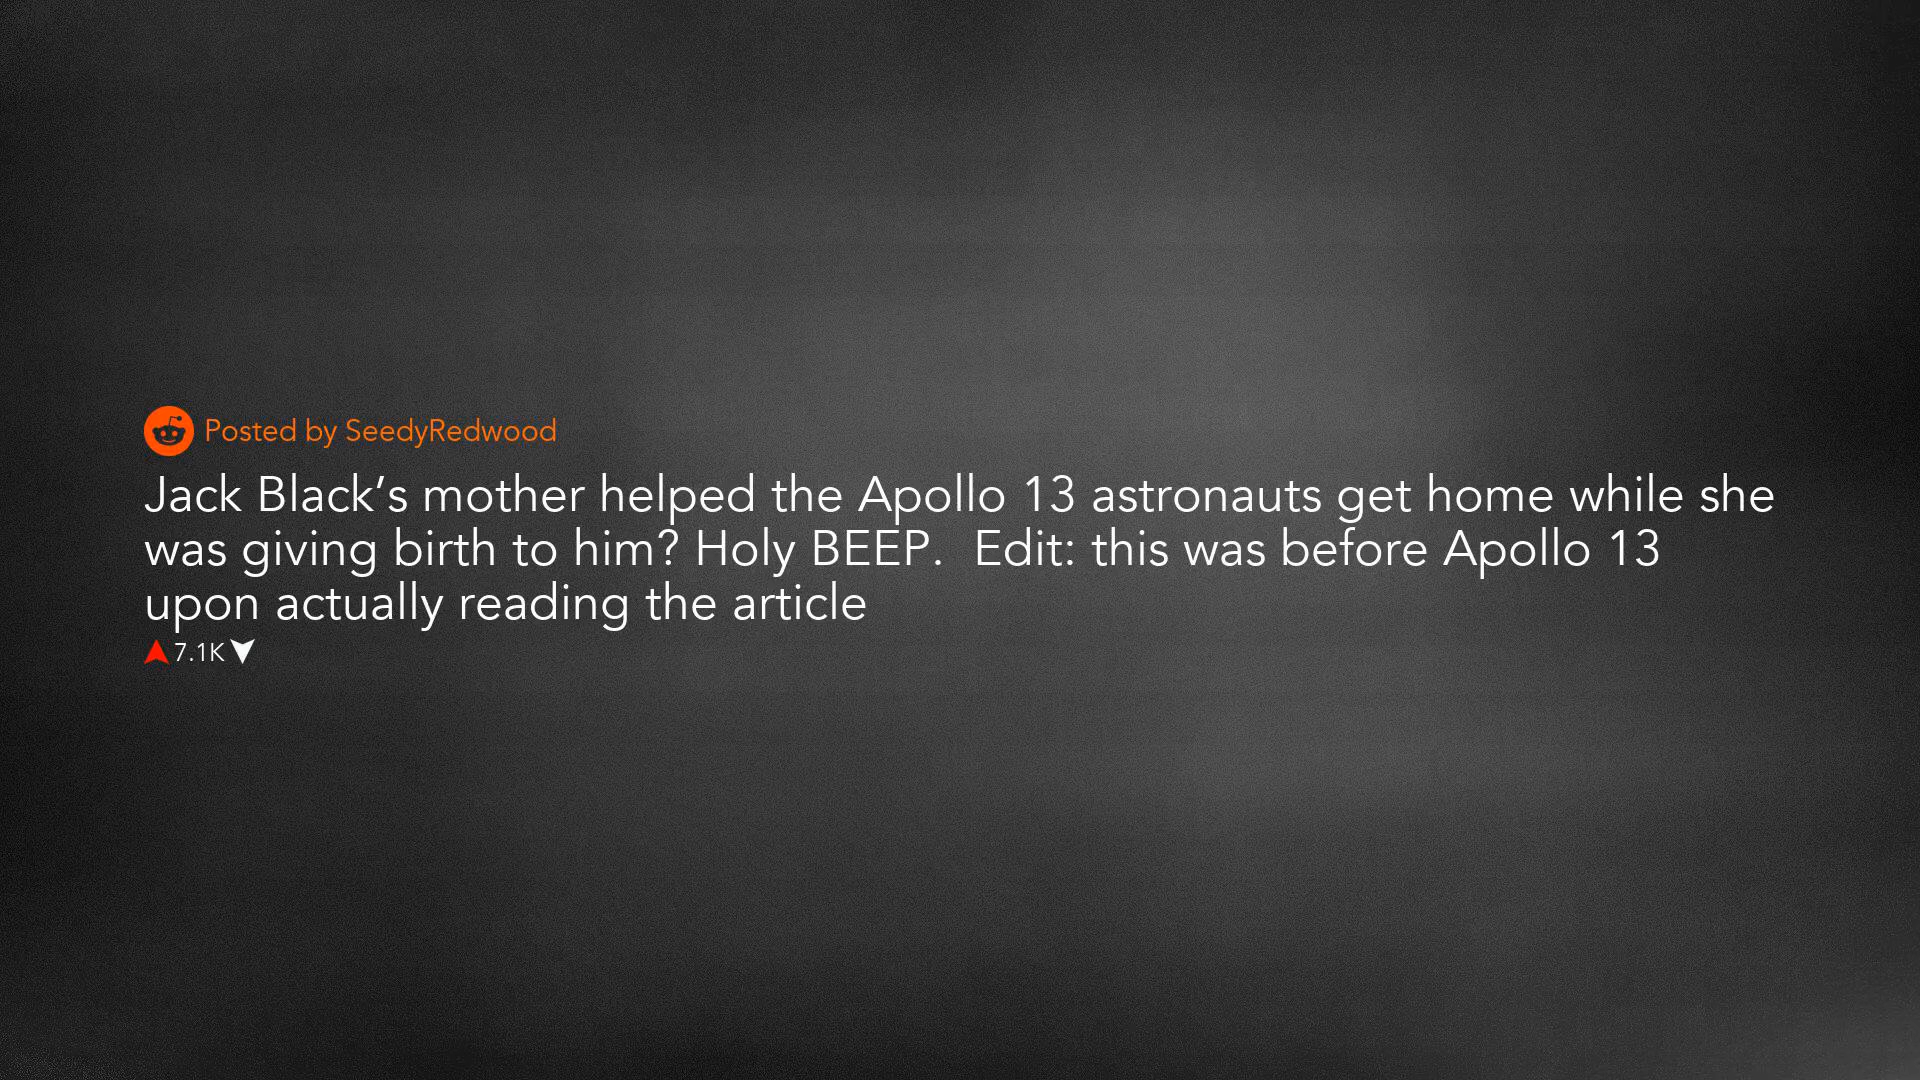 Posted by SeedyRedwood
Jack Black’s mother helped the Apollo 13 astronauts get home while she
was giving birth to him? Holy BEEP.  Edit: this was before Apollo 13
upon actually reading the article
7.1K